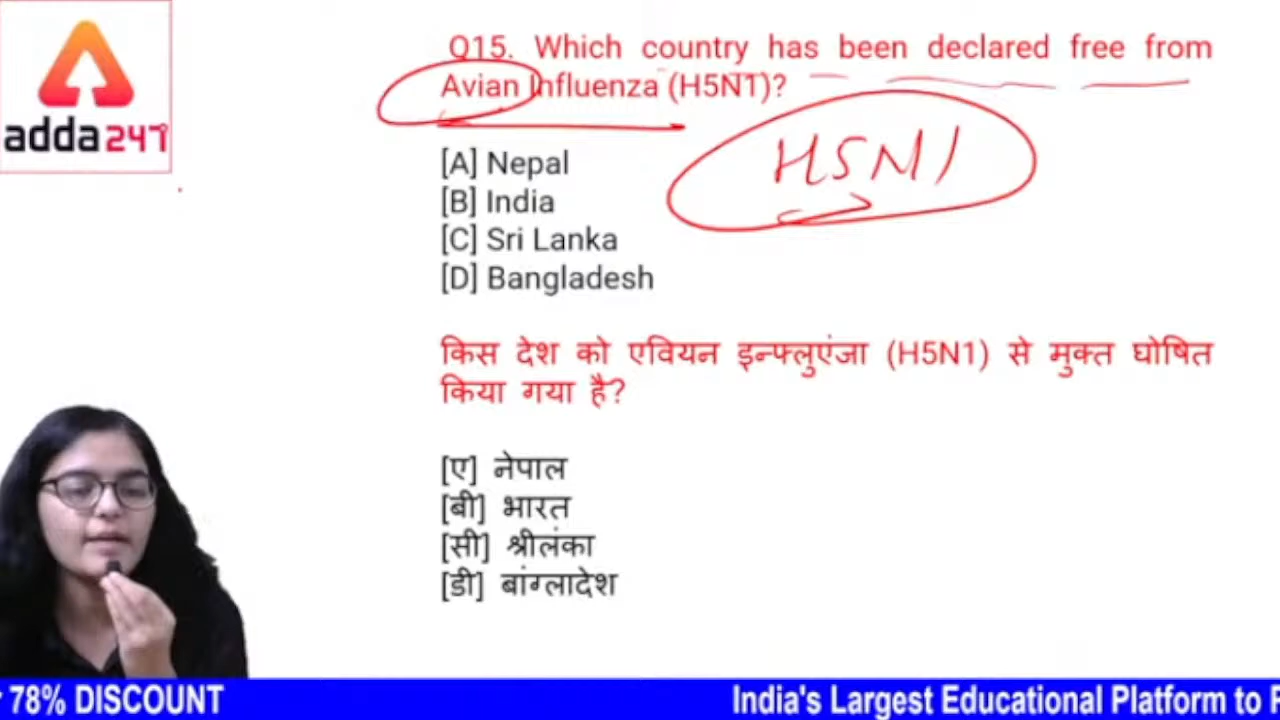 adda247
Q15. Which country has been declared free from
Avian Influenza (H5N1)?
H5N1
[A] Nepal
[B] India
[C] Sri Lanka
[D] Bangladesh
किस देश को एवियन इन्फ्लुएंजा (H5N1) से मुक्त घोषित
किया गया है?
[ए] नेपाल
[बी] भारत
[सी] श्रीलंका
[डी] बांग्लादेश
78% DISCOUNT
India's Largest Educational Platform to